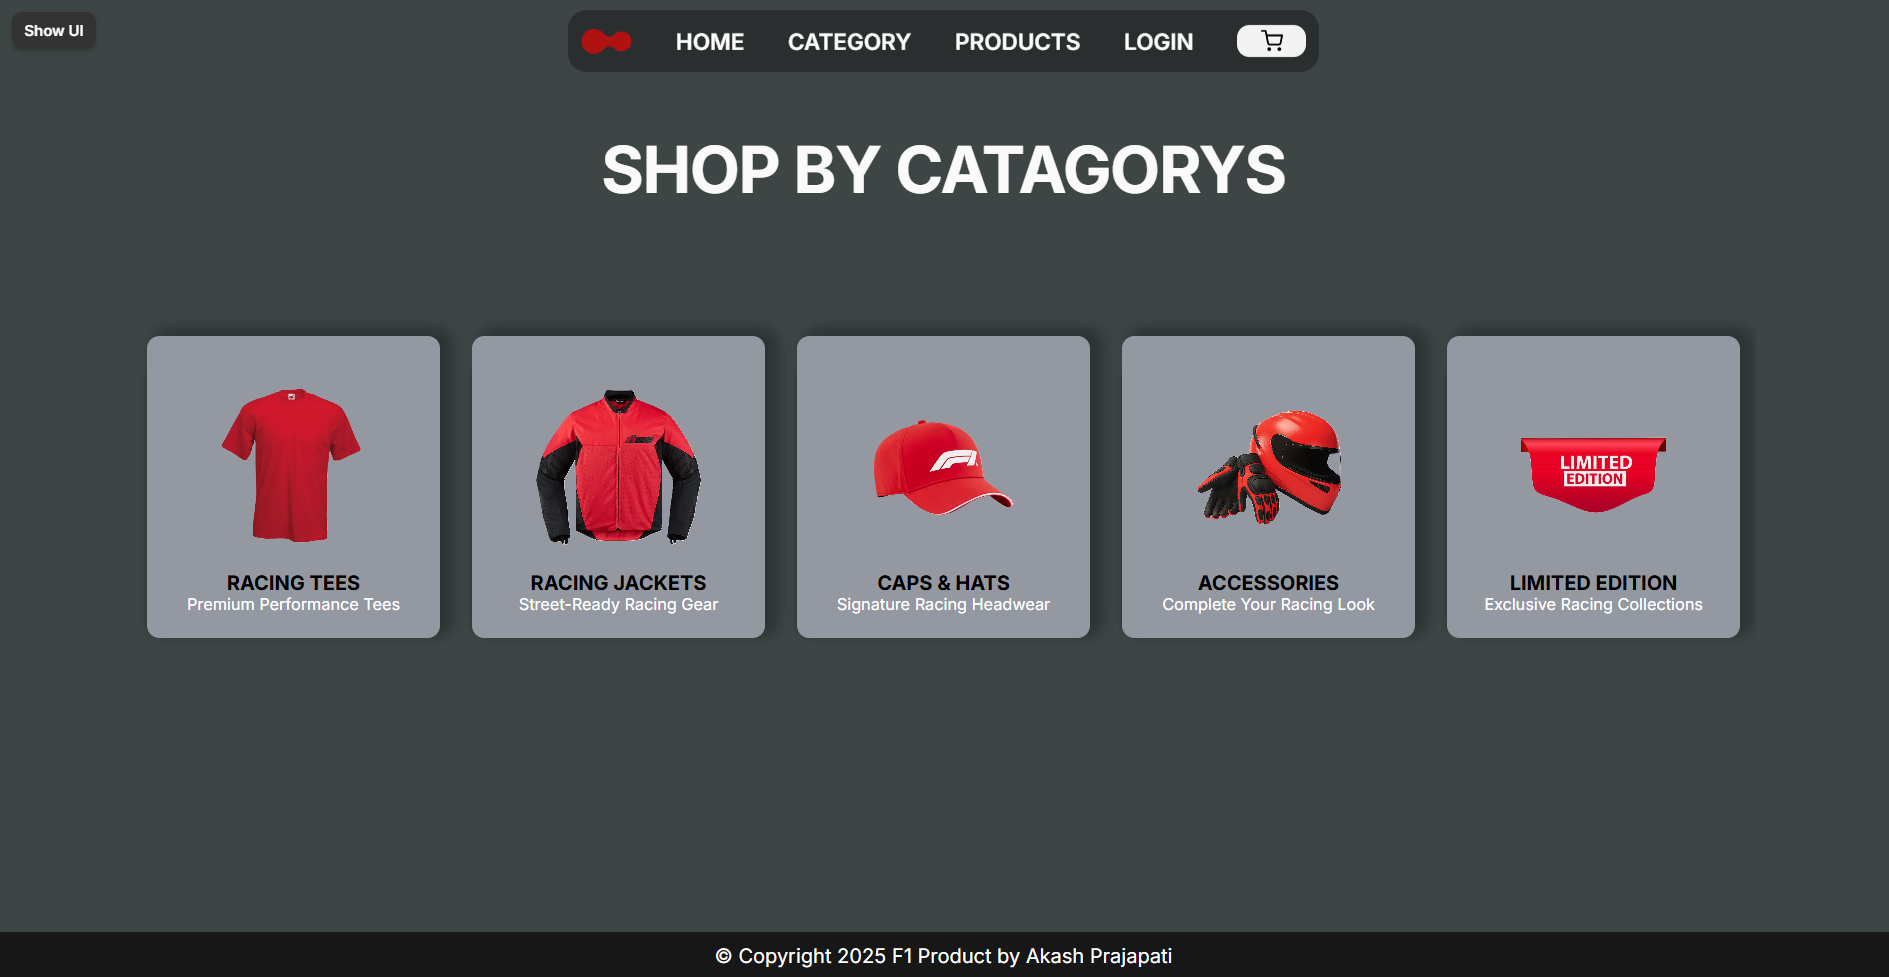 Show UI
HOME CATEGORY PRODUCTS LOGIN
SHOP BY CATAGORYS
F1
LIMITED
EDITION
RACING TEES
Premium Performance Tees
RACING JACKETS
Street-Ready Racing Gear
CAPS & HATS
Signature Racing Headwear
ACCESSORIES
Complete Your Racing Look
LIMITED EDITION
Exclusive Racing Collections
© Copyright 2025 F1 Product by Akash Prajapati